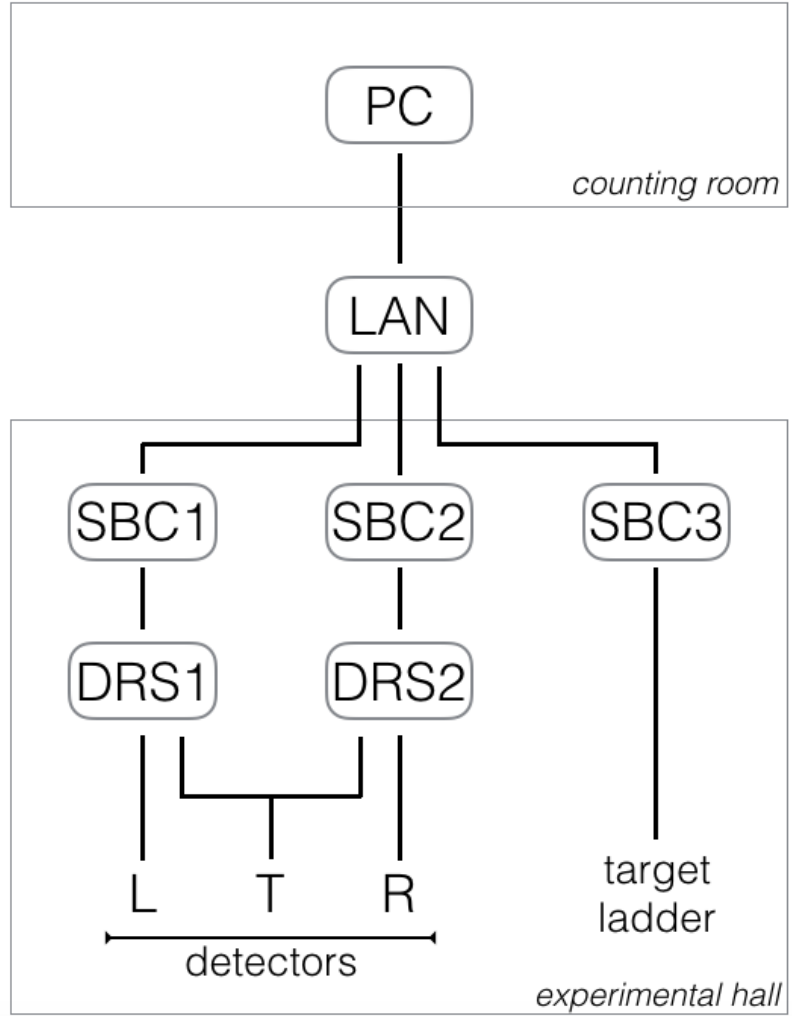 PC
counting room
LAN
SBC1
SBC2
SBC3
DRS1
DRS2
L
T
R
detectors
target
ladder
experimental hall